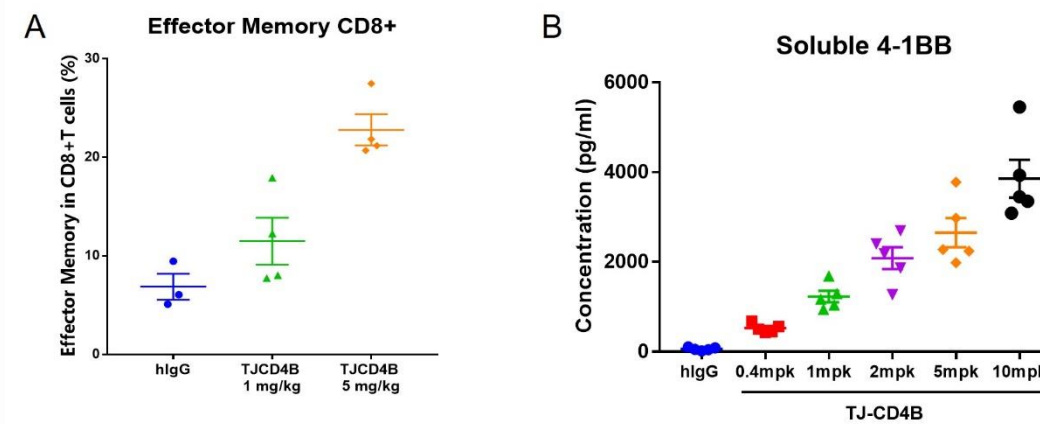 A
Effector Memory CD8+
Effector Memory in CD8+T cells (%)
30
20
10
0
hIgG
TJCD4B
1 mg/kg
TJCD4B
5 mg/kg
B
Soluble 4-1BB
Concentration (pg/ml)
6000
4000
2000
0
hIgG
0.4mpk
1mpk
2mpk
5mpk
10mpk
TJ-CD4B